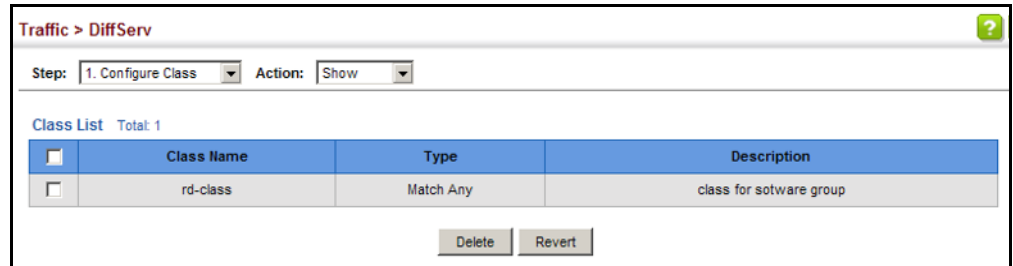 Traffic > DiffServ ?
Step: 1. Configure Class Action: Show
Class List Total: 1
Class Name Type Description
rd-class Match Any class for sotware group
Delete Revert